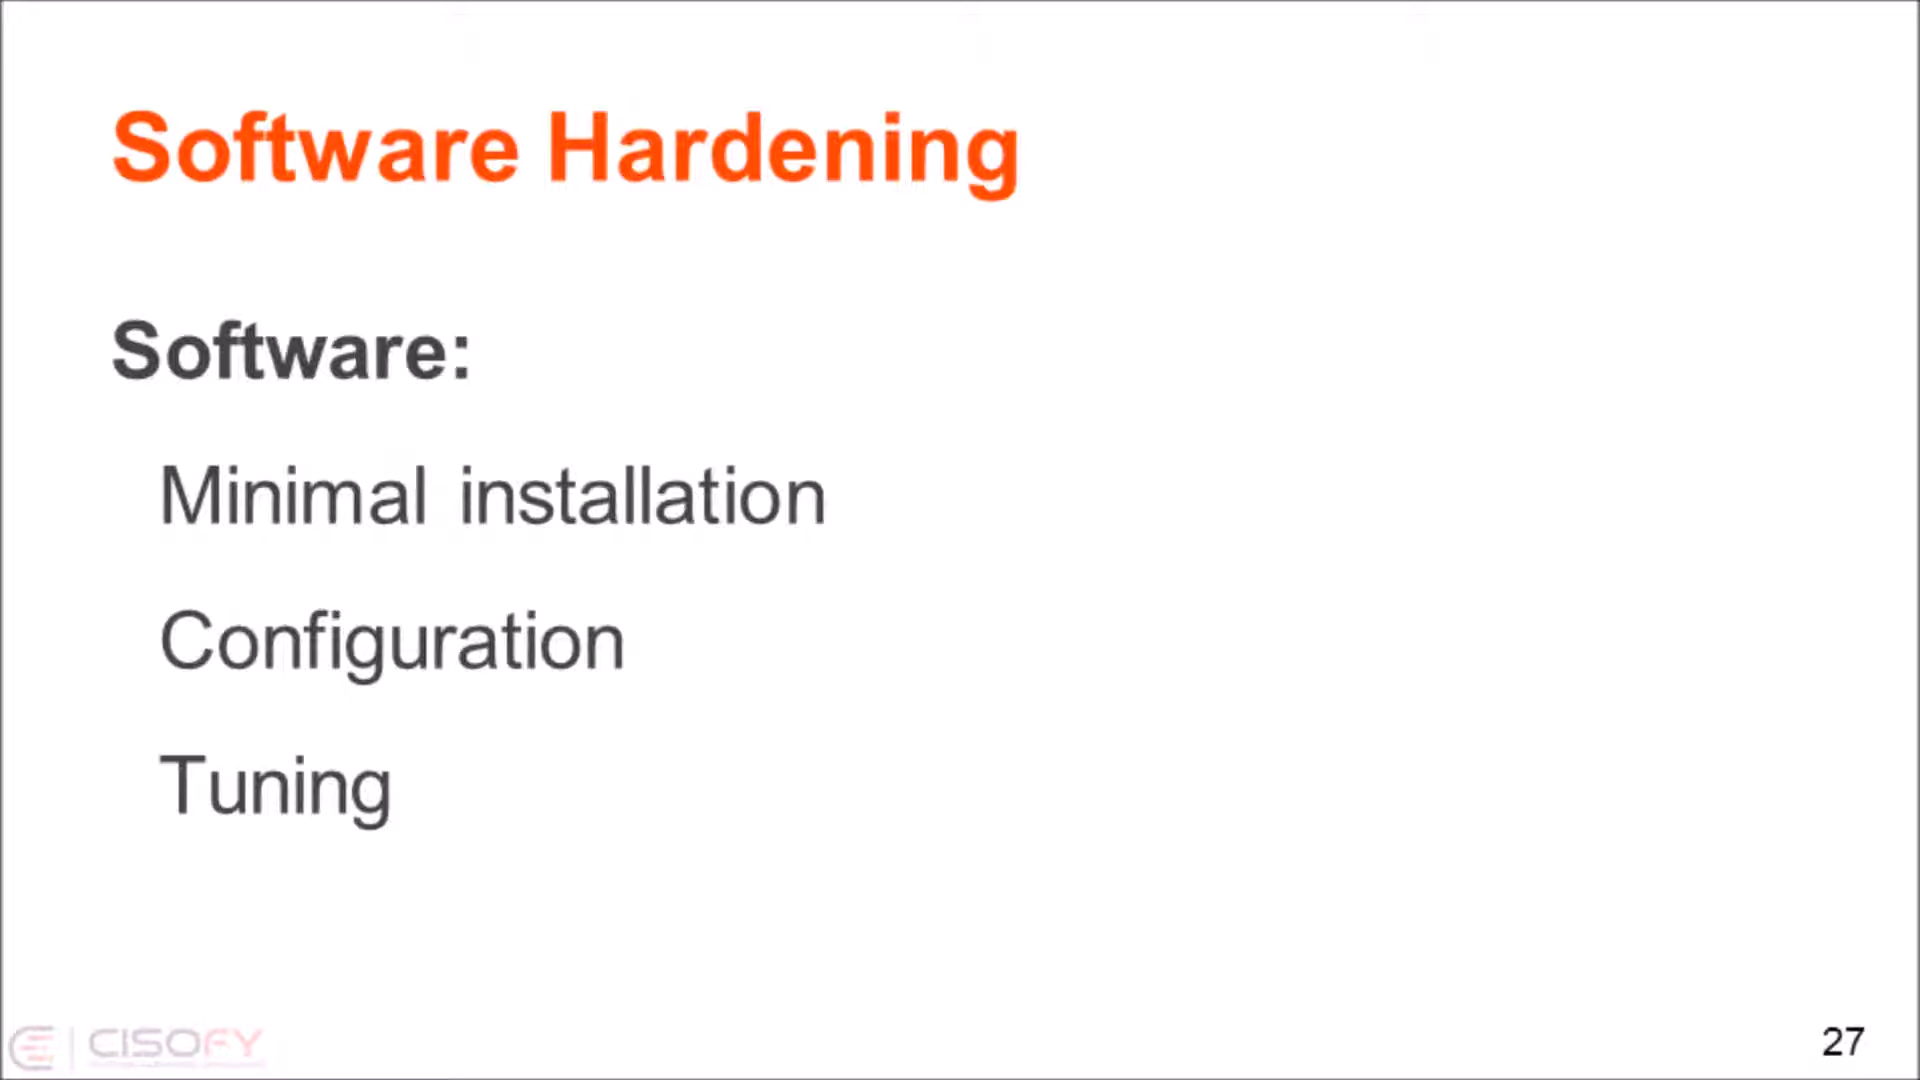 Software Hardening
Software:
Minimal installation
Configuration
Tuning
CISOFY
27